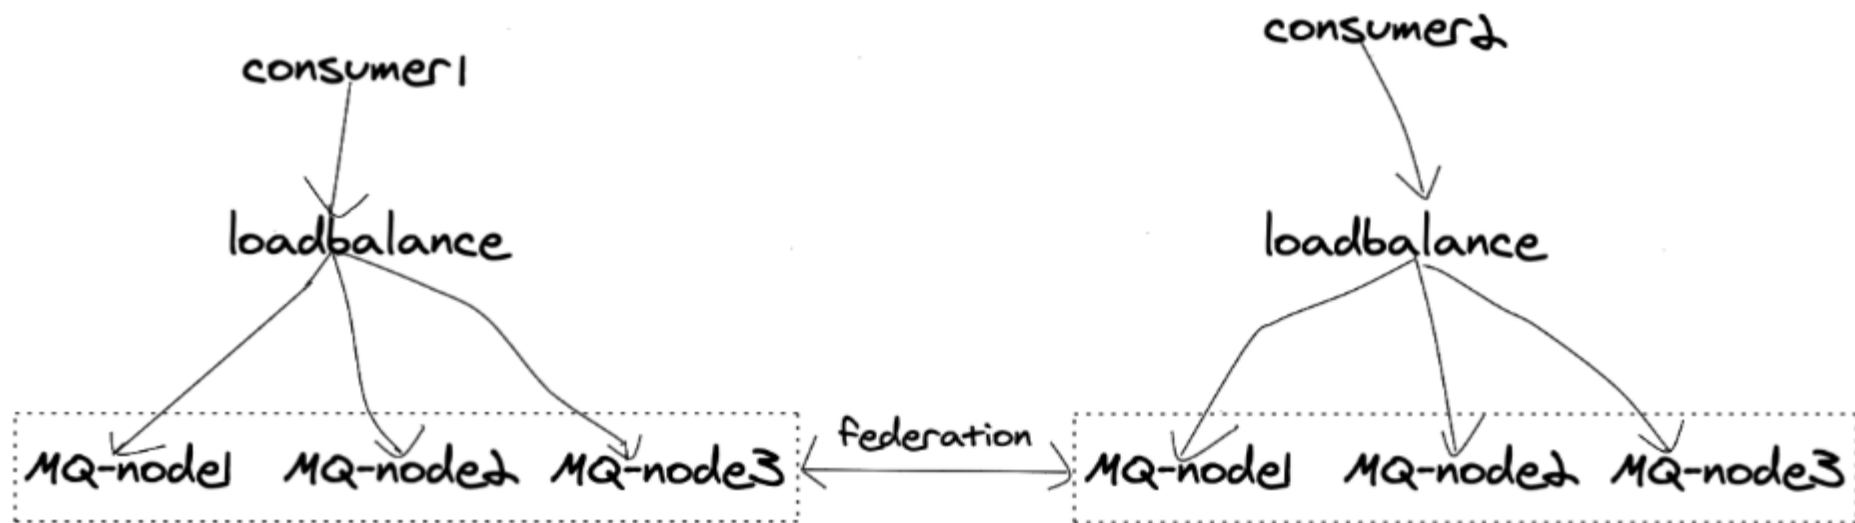 consumer1
consumer2
loadbalance
loadbalance
federation
MQ-node1 MQ-node2 MQ-node3
MQ-node1 MQ-node2 MQ-node3